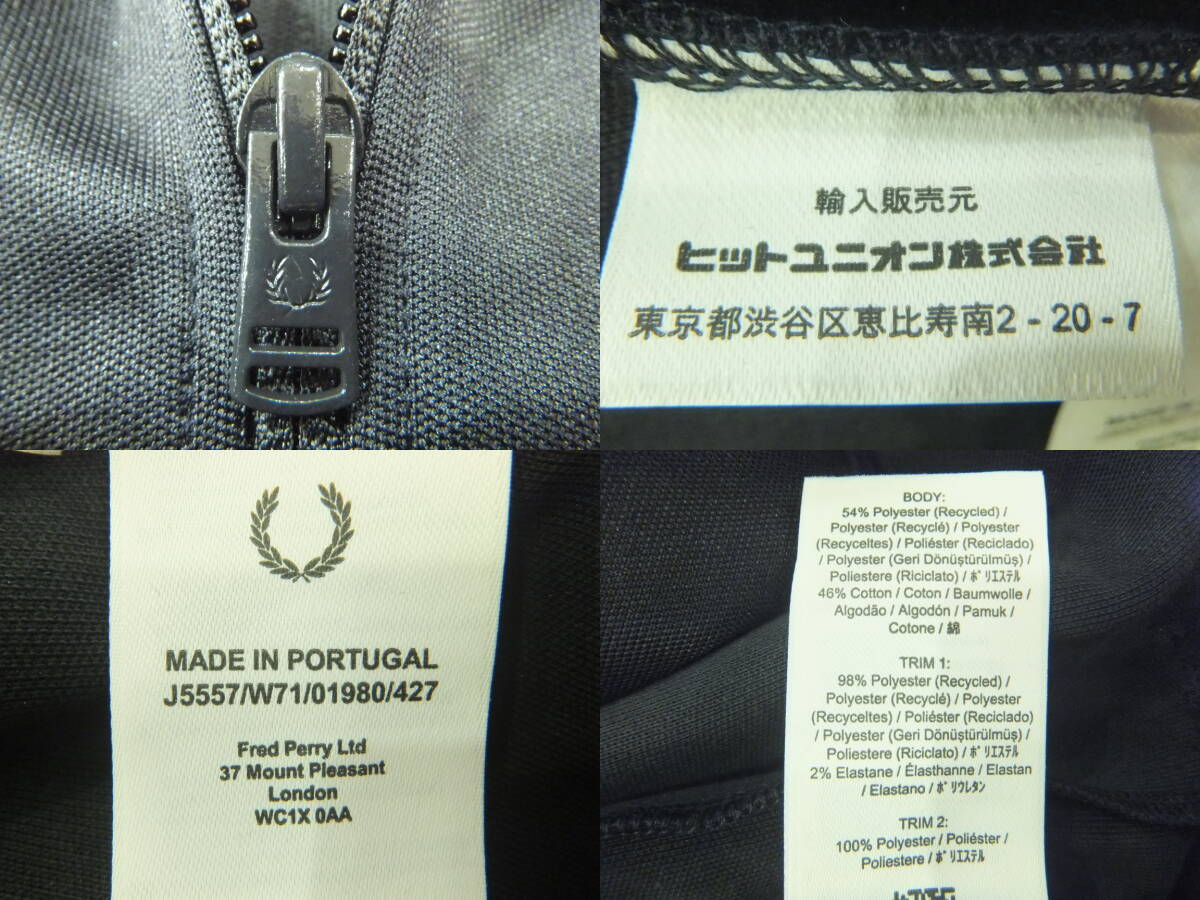 輸入販売元
ヒットユニオン株式会社
東京都渋谷区恵比寿南2 - 20 - 7
MADE IN PORTUGAL
J5557/W71/01980/427
Fred Perry Ltd
37 Mount Pleasant
London
WC1X 0AA
BODY:
54% Polyester (Recycled) /
Polyester (Recyclé) / Polyester
(Recyceltes) / Poliéster (Reciclado)
/ Polyester (Geri Dönüştürülmüş) /
Poliestere (Riciclato) / ﾎﾟﾘｴｽﾃﾙ
46% Cotton / Coton / Baumwolle /
Algodão / Algodón / Pamuk /
Cotone / 綿
TRIM 1:
98% Polyester (Recycled) /
Polyester (Recyclé) / Polyester
(Recyceltes) / Poliéster (Reciclado)
/ Polyester (Geri Dönüştürülmüş) /
Poliestere (Riciclato) / ﾎﾟﾘｴｽﾃﾙ
2% Elastane / Élasthanne / Elastan
/ Elastano / ﾎﾟﾘｳﾚﾀﾝ
TRIM 2:
100% Polyester / Poliéster /
Poliestere / ﾎﾟﾘｴｽﾃﾙ